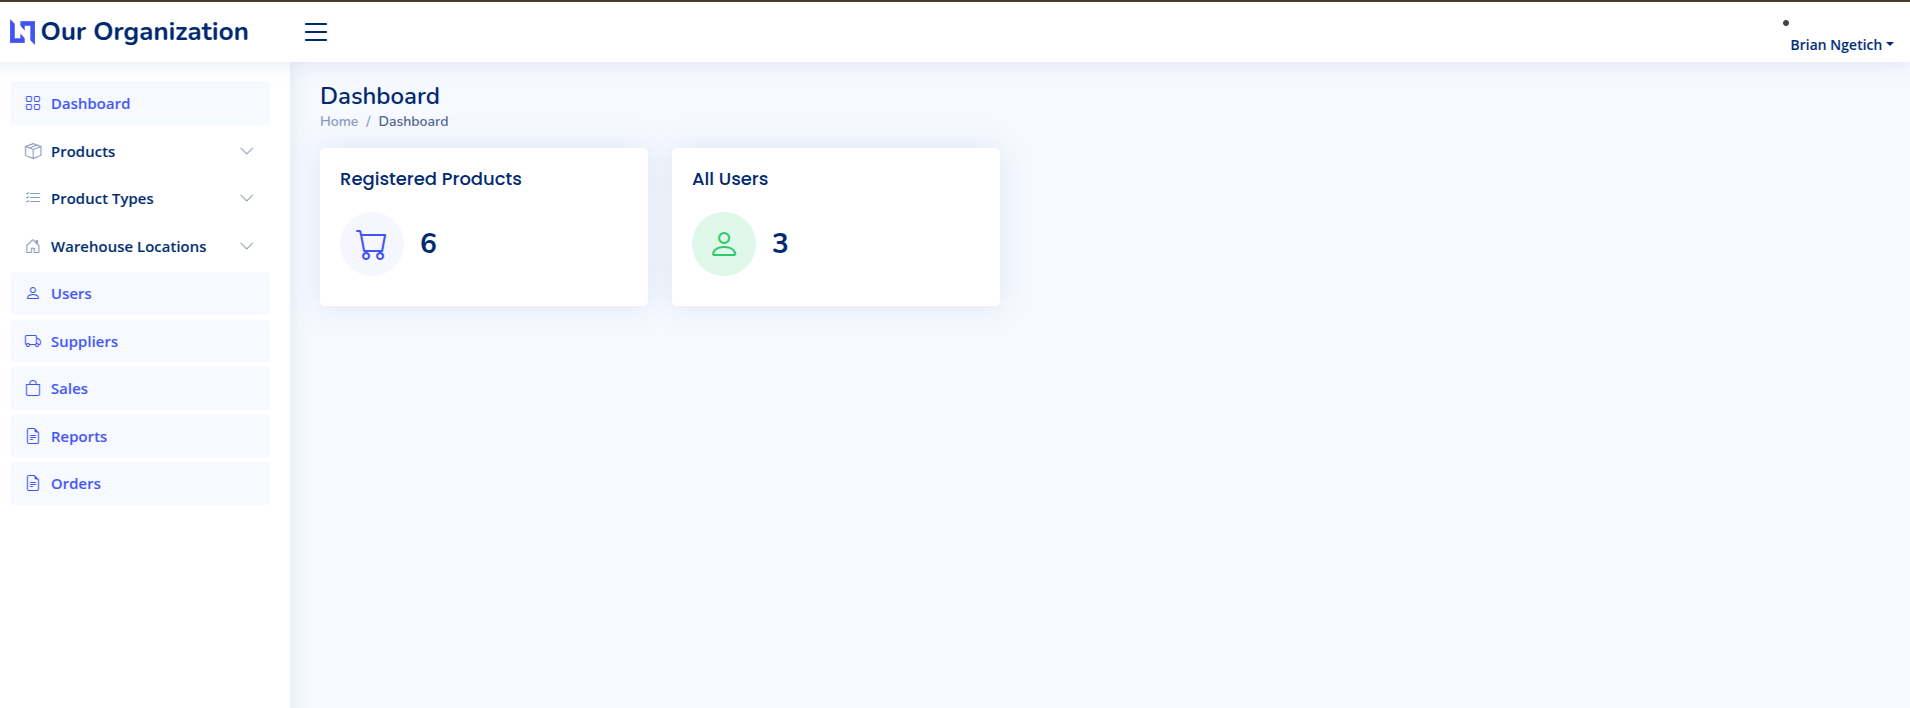 Our Organization
Brian Ngetich
Dashboard
Products
Product Types
Warehouse Locations
Users
Suppliers
Sales
Reports
Orders
Dashboard
Home / Dashboard
Registered Products
6
All Users
3